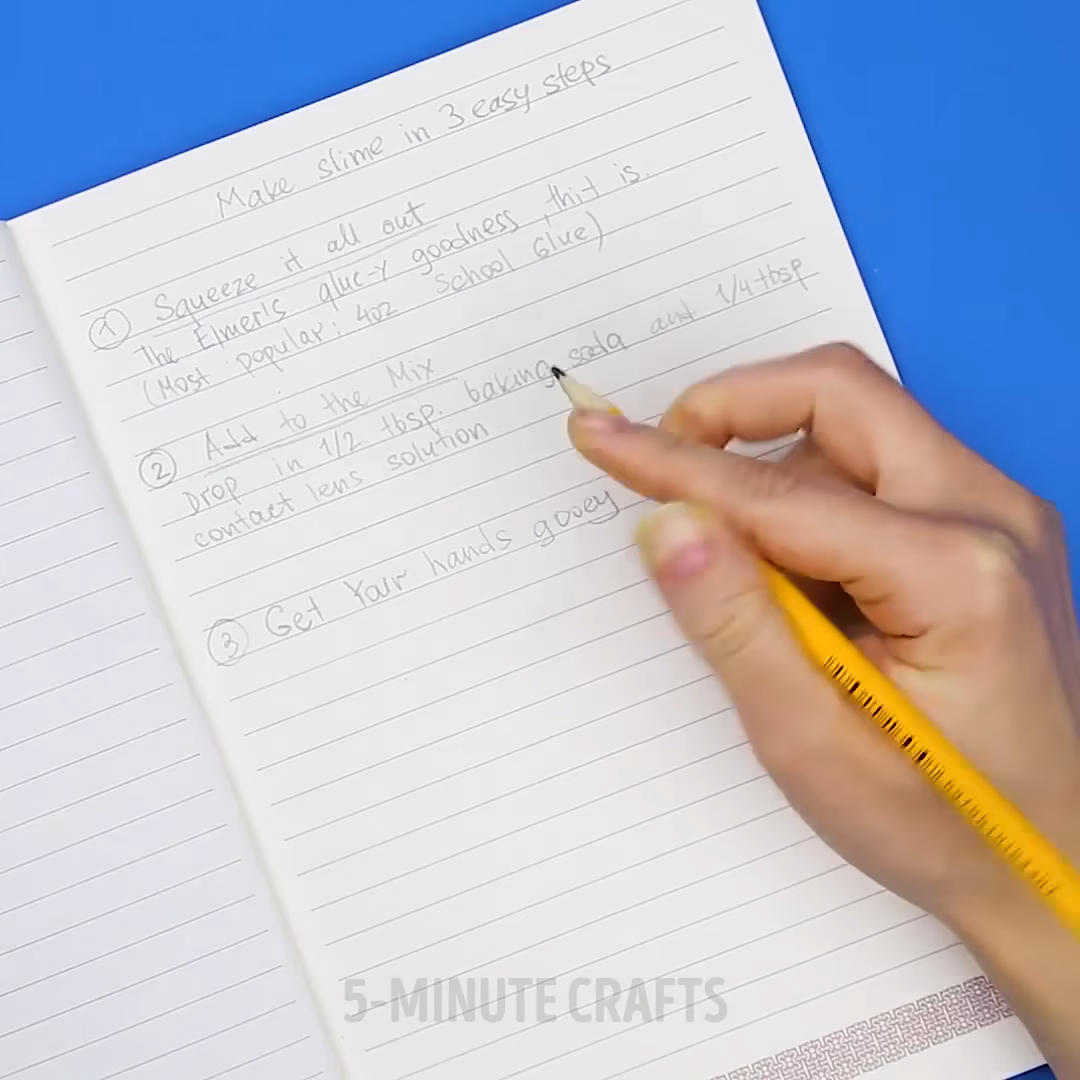 Make slime in 3 easy steps
① Squeeze it all out
The Elmer's glue-y goodness, thit is.
(Most popular: 4oz School Glue)
② Add to the Mix
Drop in 1/2 tbsp. baking soda and 1/4 tbsp
contact lens solution
③ Get Your hands gooey
5-MINUTE CRAFTS